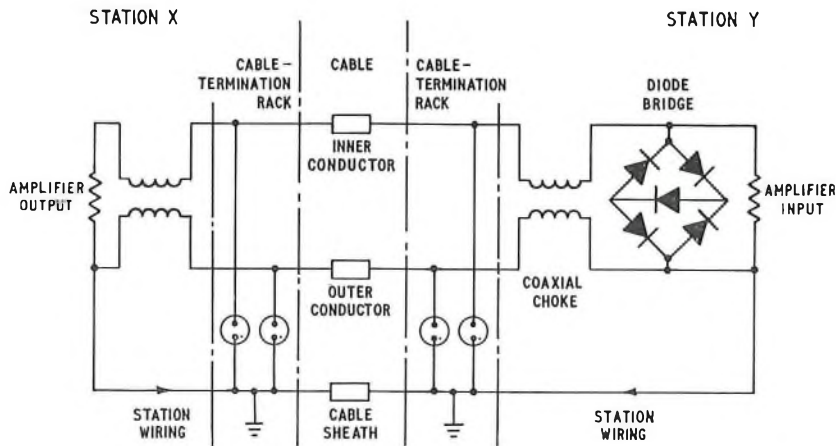 STATION X
STATION Y
CABLE-
TERMINATION
RACK
CABLE
CABLE-
TERMINATION
RACK
DIODE
BRIDGE
INNER
CONDUCTOR
AMPLIFIER
OUTPUT
AMPLIFIER
INPUT
OUTER
CONDUCTOR
COAXIAL
CHOKE
STATION
WIRING
CABLE
SHEATH
STATION
WIRING